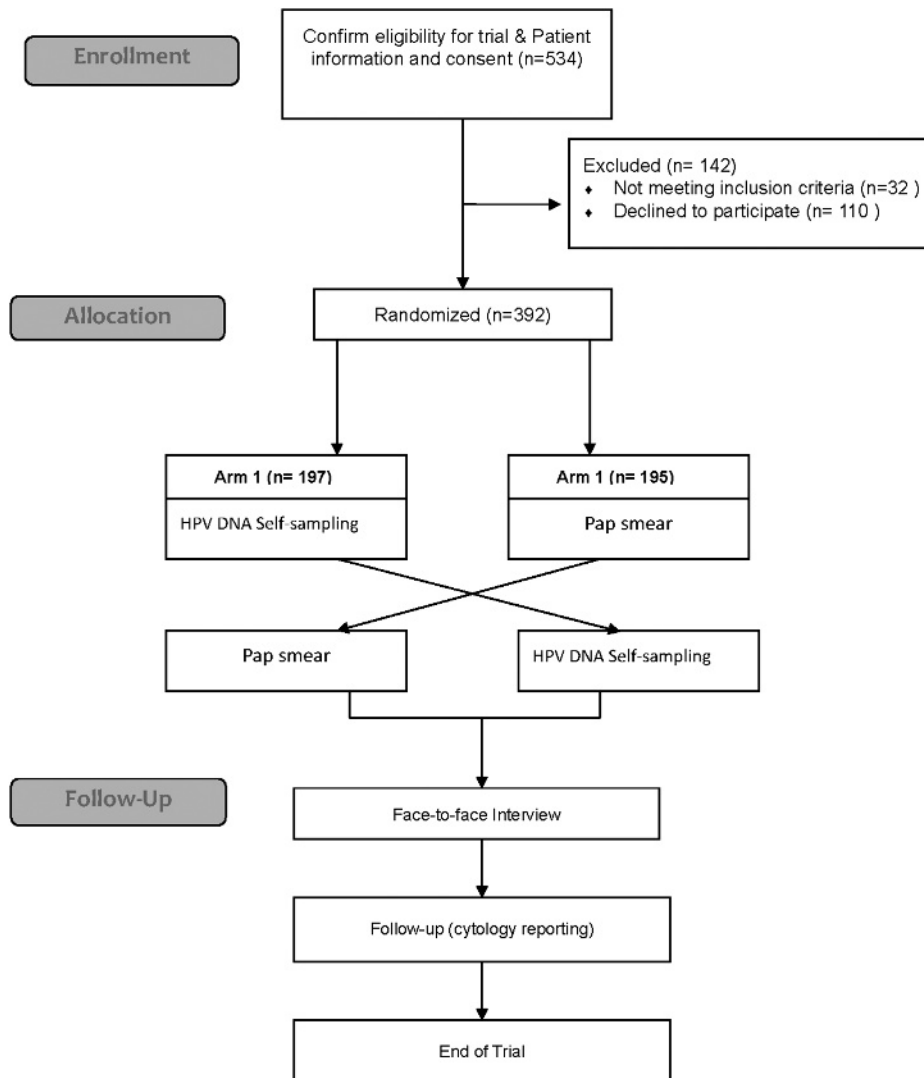 Enrollment
Confirm eligibility for trial & Patient
information and consent (n=534)
Excluded (n= 142)
♦ Not meeting inclusion criteria (n=32 )
♦ Declined to participate (n= 110 )
Allocation
Randomized (n=392)
Arm 1 (n= 197)
HPV DNA Self-sampling
Arm 1 (n= 195)
Pap smear
Pap smear
HPV DNA Self-sampling
Follow-Up
Face-to-face Interview
Follow-up (cytology reporting)
End of Trial